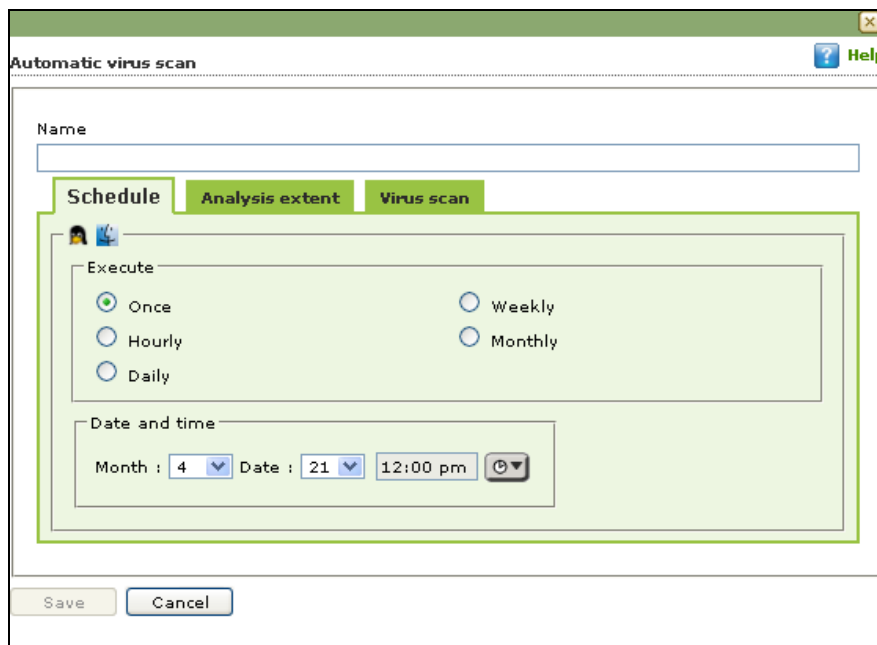 Automatic virus scan
? Help
Name
Schedule Analysis extent Virus scan
Execute
Once Weekly
Hourly Monthly
Daily
Date and time
Month : 4 Date : 21 12:00 pm
Save Cancel